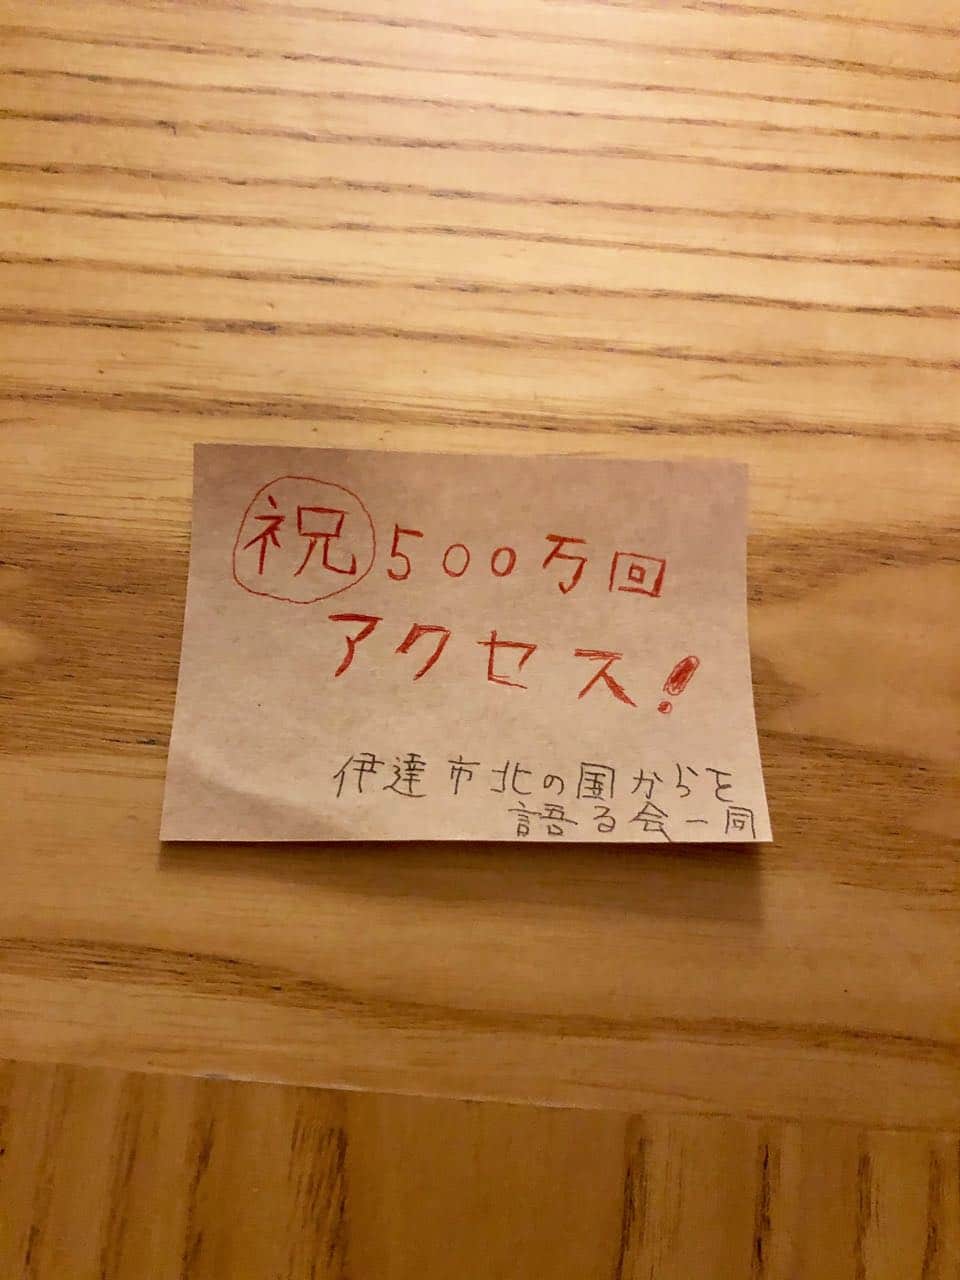 祝500万回
アクセス!
伊達市北の国からを
語る会一同